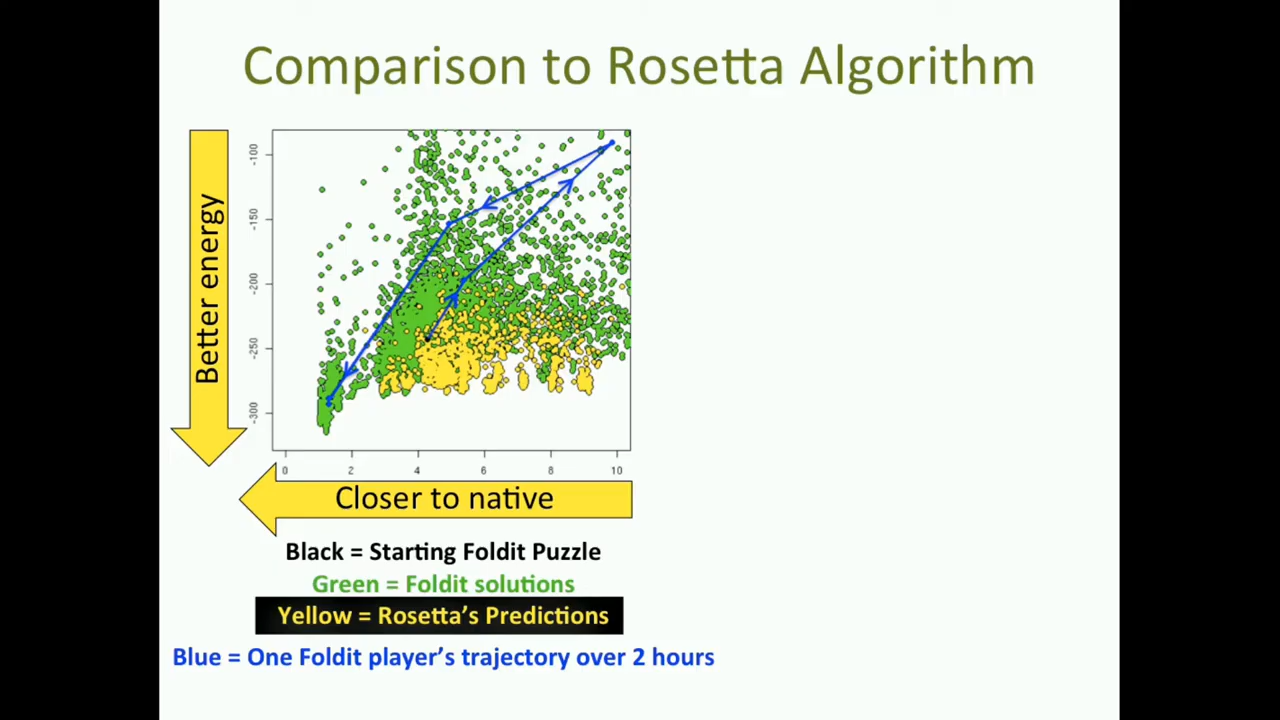 Comparison to Rosetta Algorithm
Better energy
-100
-150
-200
-250
-300
0 2 4 6 8 10
Closer to native
Black = Starting Foldit Puzzle
Green = Foldit solutions
Yellow = Rosetta's Predictions
Blue = One Foldit player's trajectory over 2 hours